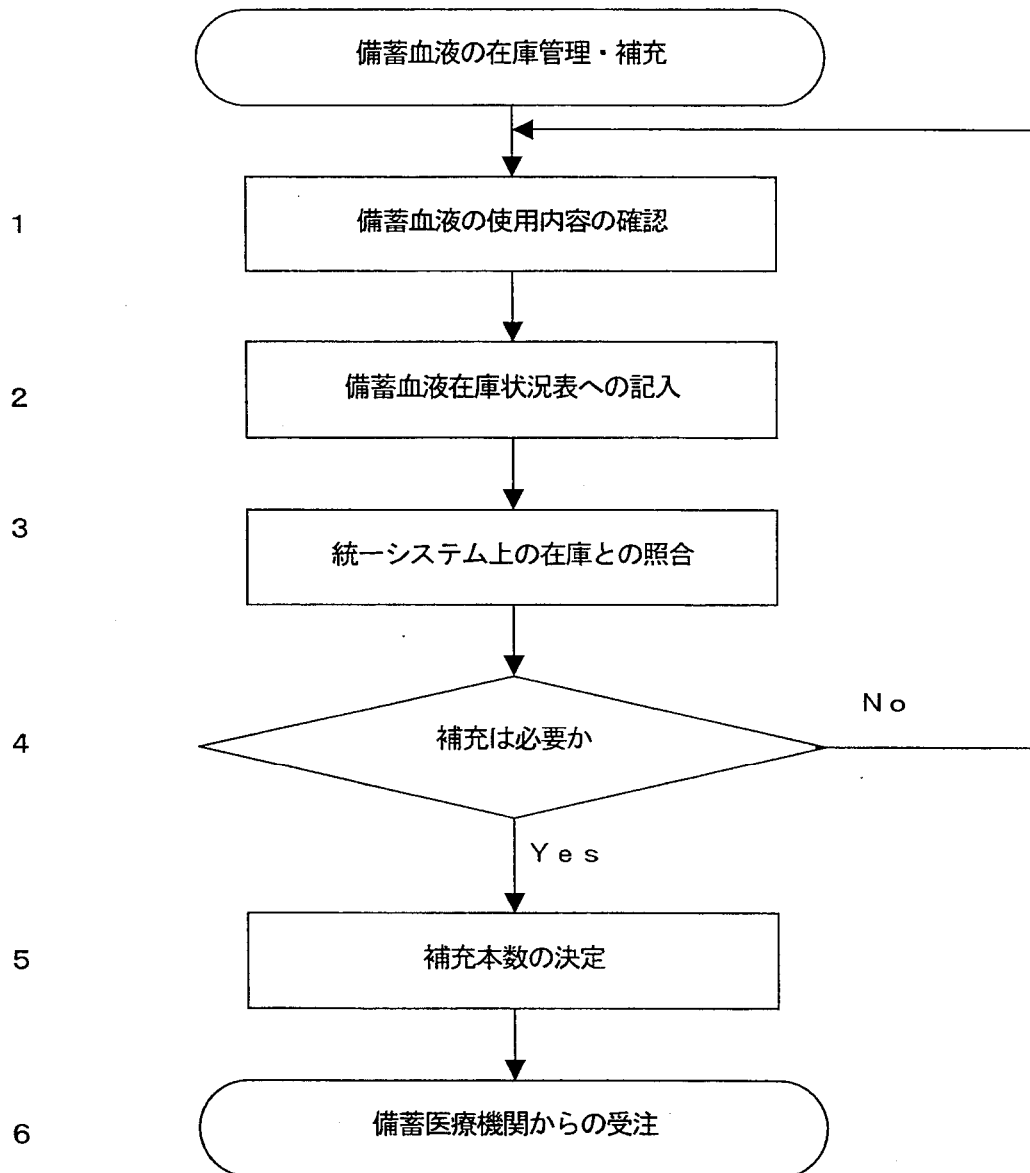 備蓄血液の在庫管理・補充
1
備蓄血液の使用内容の確認
2
備蓄血液在庫状況表への記入
3
統一システム上の在庫との照合
No
4
補充は必要か
Yes
5
補充本数の決定
6
備蓄医療機関からの受注